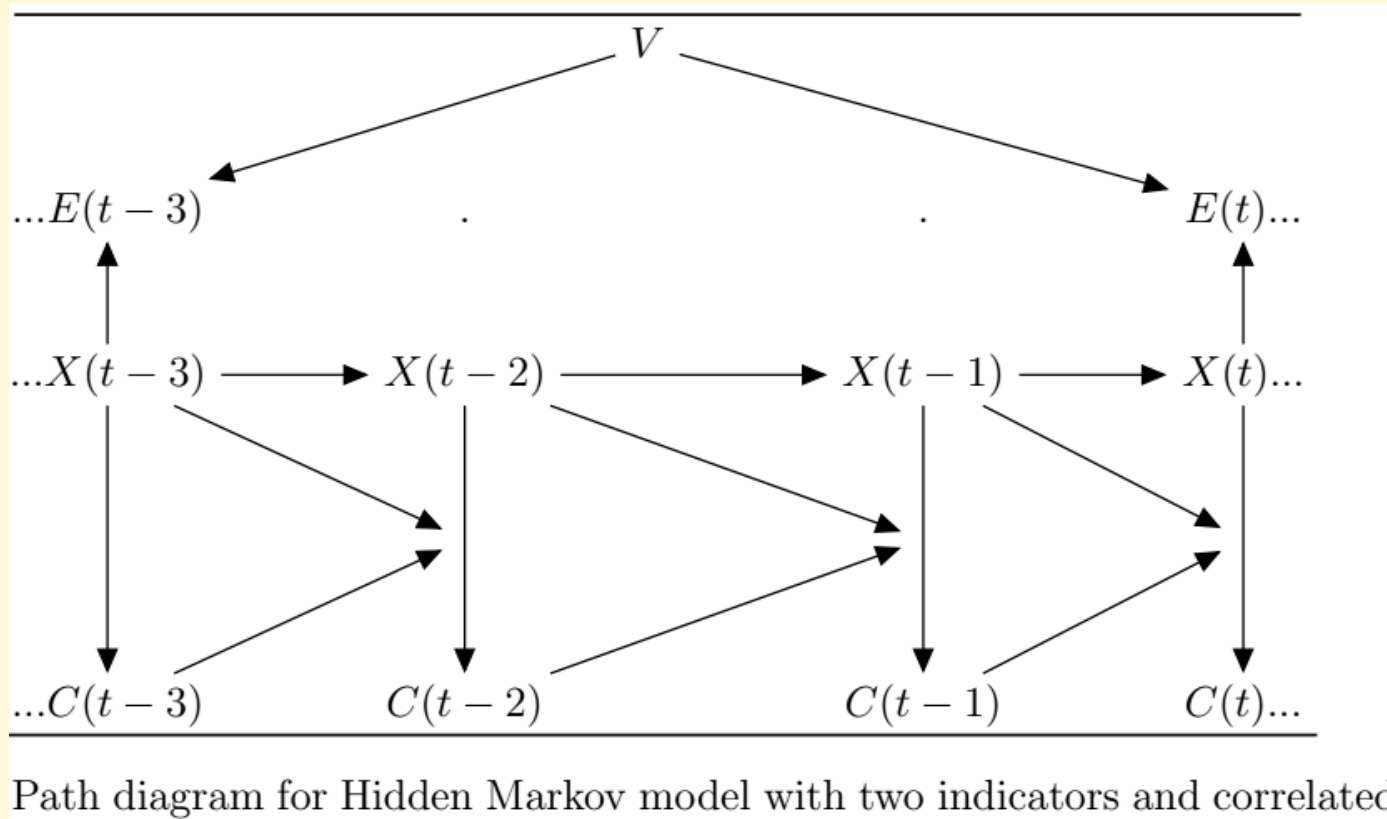 V
...E(t − 3) . . E(t)...
...X(t − 3) X(t − 2) X(t − 1) X(t)...
...C(t − 3) C(t − 2) C(t − 1) C(t)...
Path diagram for Hidden Markov model with two indicators and correlated